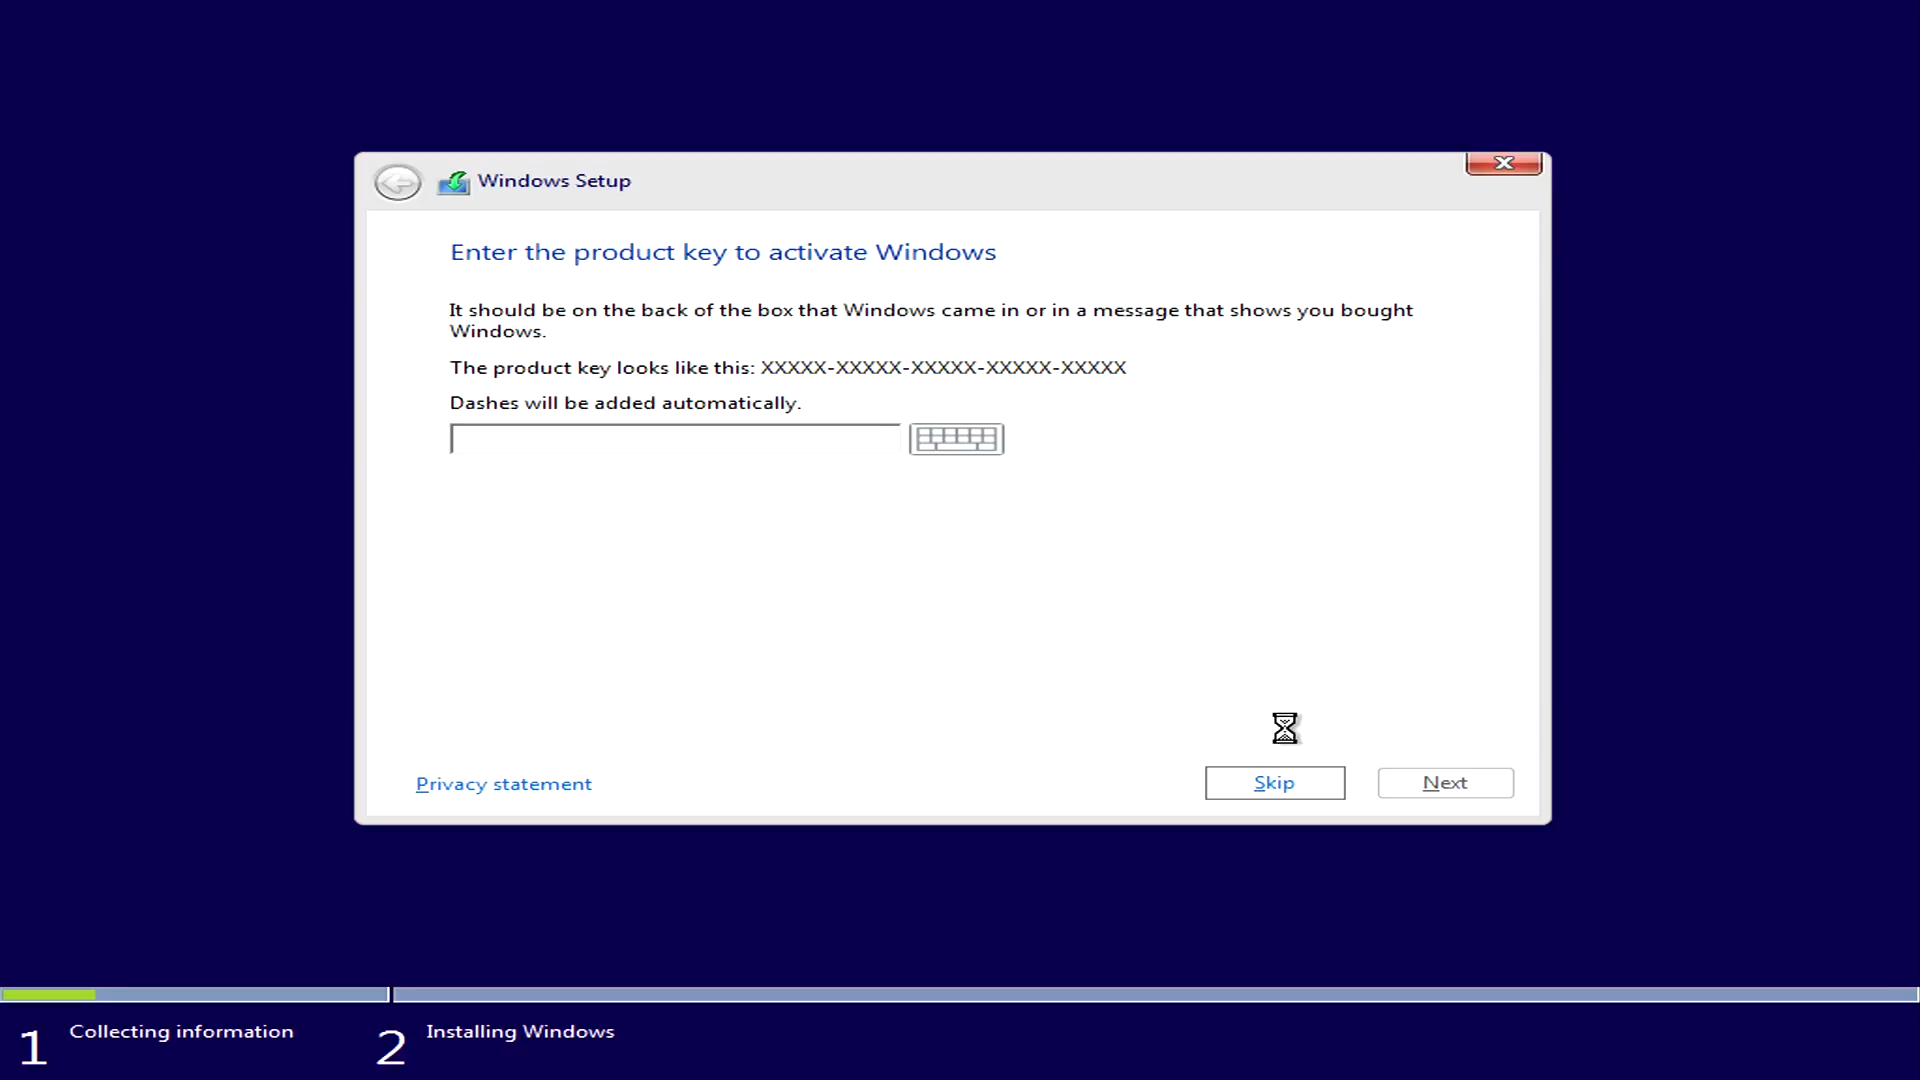 Windows Setup
Enter the product key to activate Windows
It should be on the back of the box that Windows came in or in a message that shows you bought
Windows.
The product key looks like this: XXXXX-XXXXX-XXXXX-XXXXX-XXXXX
Dashes will be added automatically.
Privacy statement
Skip
Next
1 Collecting information
2 Installing Windows